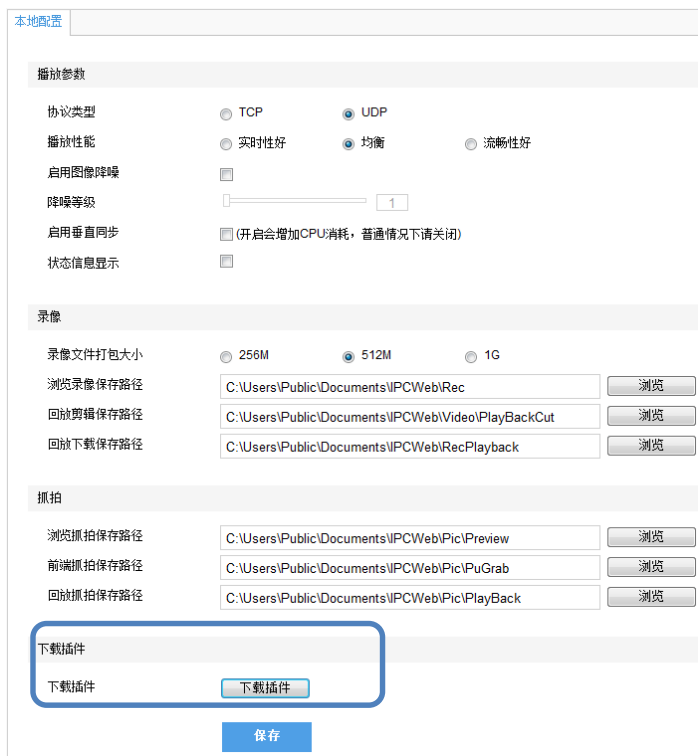 本地配置
播放参数
协议类型 TCP UDP
播放性能 实时性好 均衡 流畅性好
启用图像降噪
降噪等级 1
启用垂直同步 (开启会增加CPU消耗，普通情况下请关闭)
状态信息显示
录像
录像文件打包大小 256M 512M 1G
浏览录像保存路径 C:\Users\Public\Documents\IPCWeb\Rec 浏览
回放剪辑保存路径 C:\Users\Public\Documents\IPCWeb\Video\PlayBackCut 浏览
回放下载保存路径 C:\Users\Public\Documents\IPCWeb\RecPlayback 浏览
抓拍
浏览抓拍保存路径 C:\Users\Public\Documents\IPCWeb\Pic\Preview 浏览
前端抓拍保存路径 C:\Users\Public\Documents\IPCWeb\Pic\PuGrab 浏览
回放抓拍保存路径 C:\Users\Public\Documents\IPCWeb\Pic\PlayBack 浏览
下载插件
下载插件 下载插件
保存